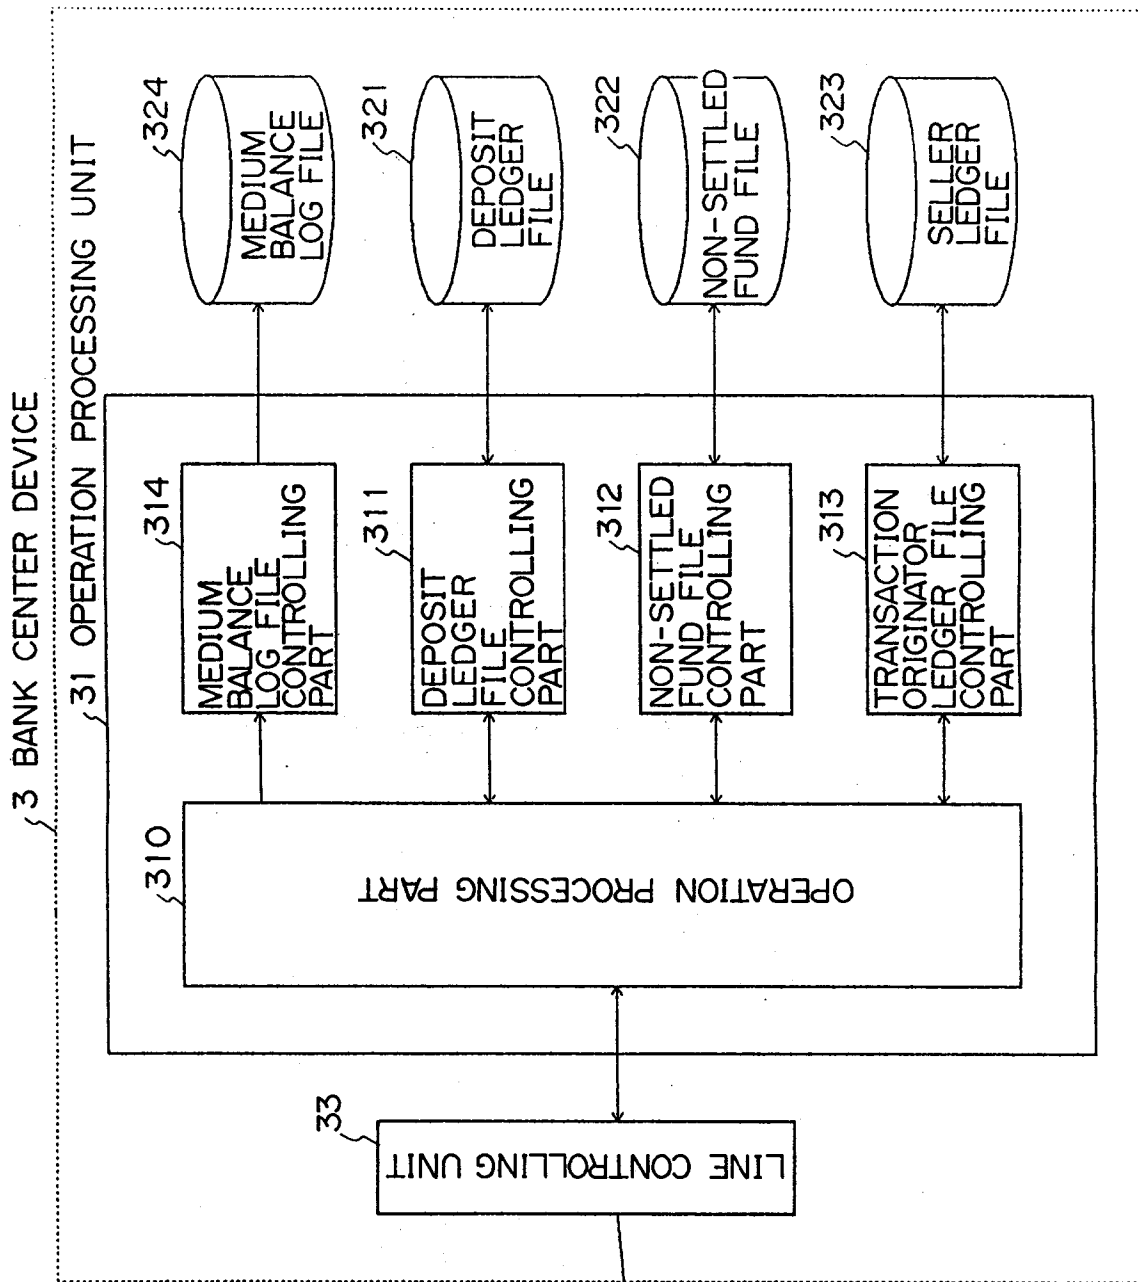 3 BANK CENTER DEVICE
31 OPERATION PROCESSING UNIT
324
MEDIUM
BALANCE
LOG FILE
321
DEPOSIT
LEDGER
FILE
322
NON-SETTLED
FUND FILE
323
SELLER
LEDGER
FILE
314
MEDIUM
BALANCE
LOG FILE
CONTROLLING
PART
311
DEPOSIT
LEDGER
FILE
CONTROLLING
PART
312
NON-SETTLED
FUND FILE
CONTROLLING
PART
313
TRANSACTION
ORIGINATOR
LEDGER FILE
CONTROLLING
PART
310
OPERATION PROCESSING PART
33
LINE CONTROLLING UNIT